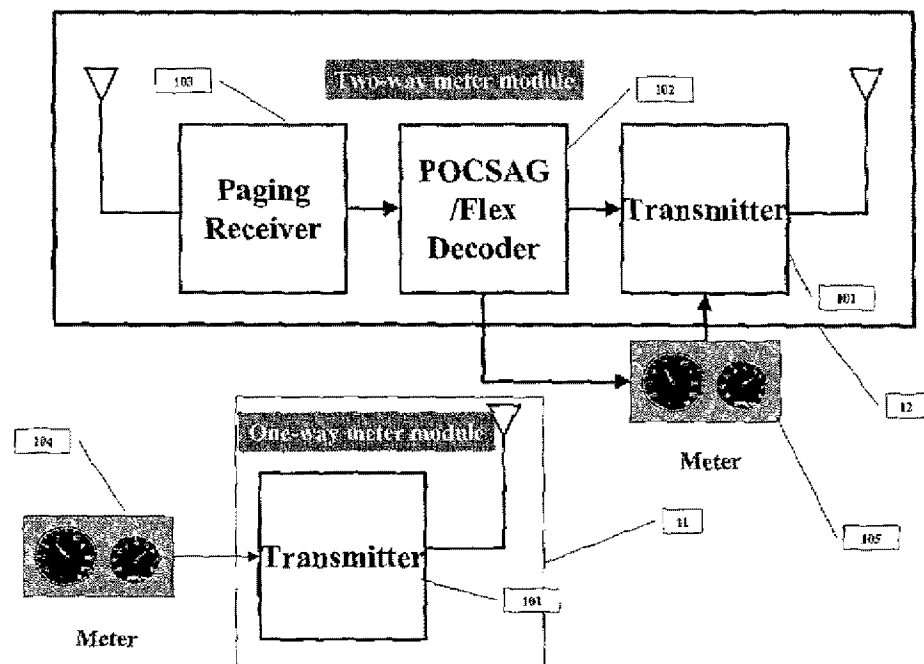 103
Two-way meter module
102
Paging
Receiver
POCSAG
/Flex
Decoder
Transmitter
101
12
Meter
105
104
One-way meter module
11
Transmitter
101
Meter